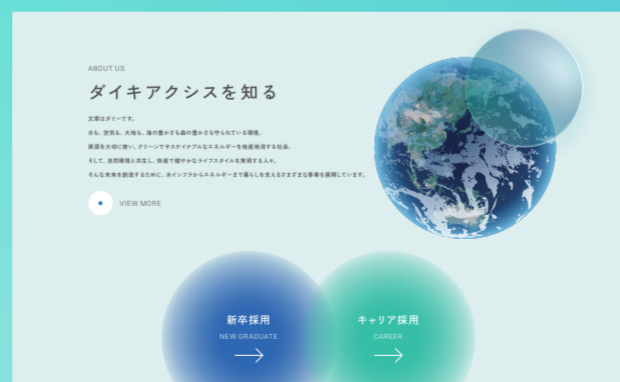 ABOUT US
ダイキアクシスを知る
文章はダミーです。
水も、空気も、大地も、海の豊かさも森の豊かさも守られている環境。
資源を大切に使い、クリーンでサステイナブルなエネルギーを地産地消する社会。
そして、自然環境と共生し、快適で健やかなライフスタイルを実現する人々。
そんな未来を創造するために、水インフラからエネルギーまで暮らしを支えるさまざまな事業を展開しています。
VIEW MORE
新卒採用
NEW GRADUATE
キャリア採用
CAREER